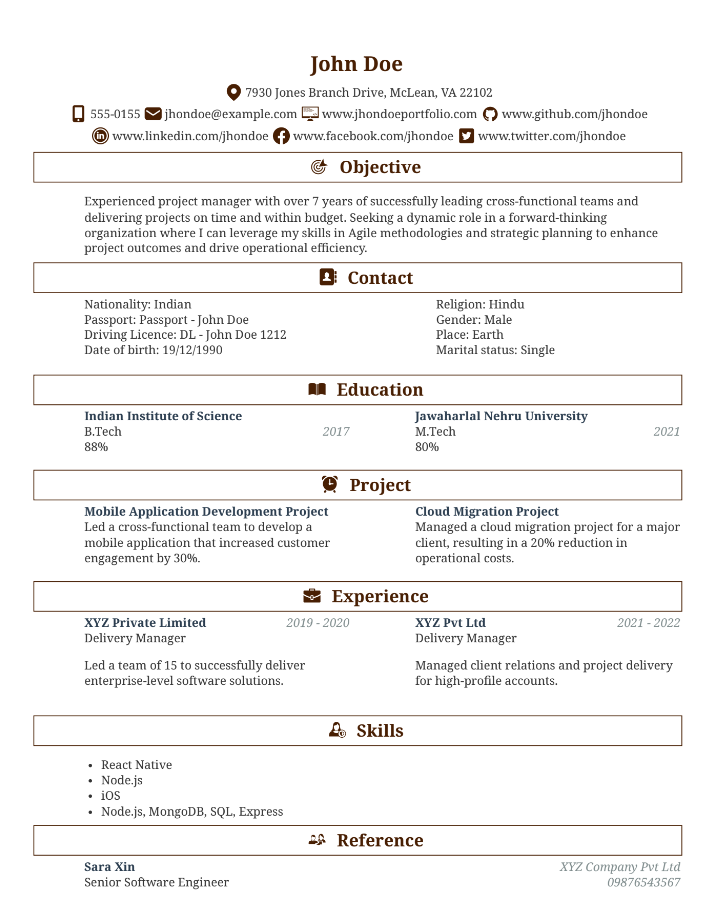 John Doe
7930 Jones Branch Drive, McLean, VA 22102
555-0155 jhondoe@example.com www.jhondoeportfolio.com www.github.com/jhondoe
www.linkedin.com/jhondoe www.facebook.com/jhondoe www.twitter.com/jhondoe
Objective
Experienced project manager with over 7 years of successfully leading cross-functional teams and
delivering projects on time and within budget. Seeking a dynamic role in a forward-thinking
organization where I can leverage my skills in Agile methodologies and strategic planning to enhance
project outcomes and drive operational efficiency.
Contact
Nationality: Indian
Passport: Passport - John Doe
Driving Licence: DL - John Doe 1212
Date of birth: 19/12/1990
Religion: Hindu
Gender: Male
Place: Earth
Marital status: Single
Education
Indian Institute of Science
B.Tech 2017
88%
Jawaharlal Nehru University
M.Tech 2021
80%
Project
Mobile Application Development Project
Led a cross-functional team to develop a
mobile application that increased customer
engagement by 30%.
Cloud Migration Project
Managed a cloud migration project for a major
client, resulting in a 20% reduction in
operational costs.
Experience
XYZ Private Limited 2019 - 2020
Delivery Manager
Led a team of 15 to successfully deliver
enterprise-level software solutions.
XYZ Pvt Ltd 2021 - 2022
Delivery Manager
Managed client relations and project delivery
for high-profile accounts.
Skills
• React Native
• Node.js
• iOS
• Node.js, MongoDB, SQL, Express
Reference
Sara Xin XYZ Company Pvt Ltd
Senior Software Engineer 09876543567